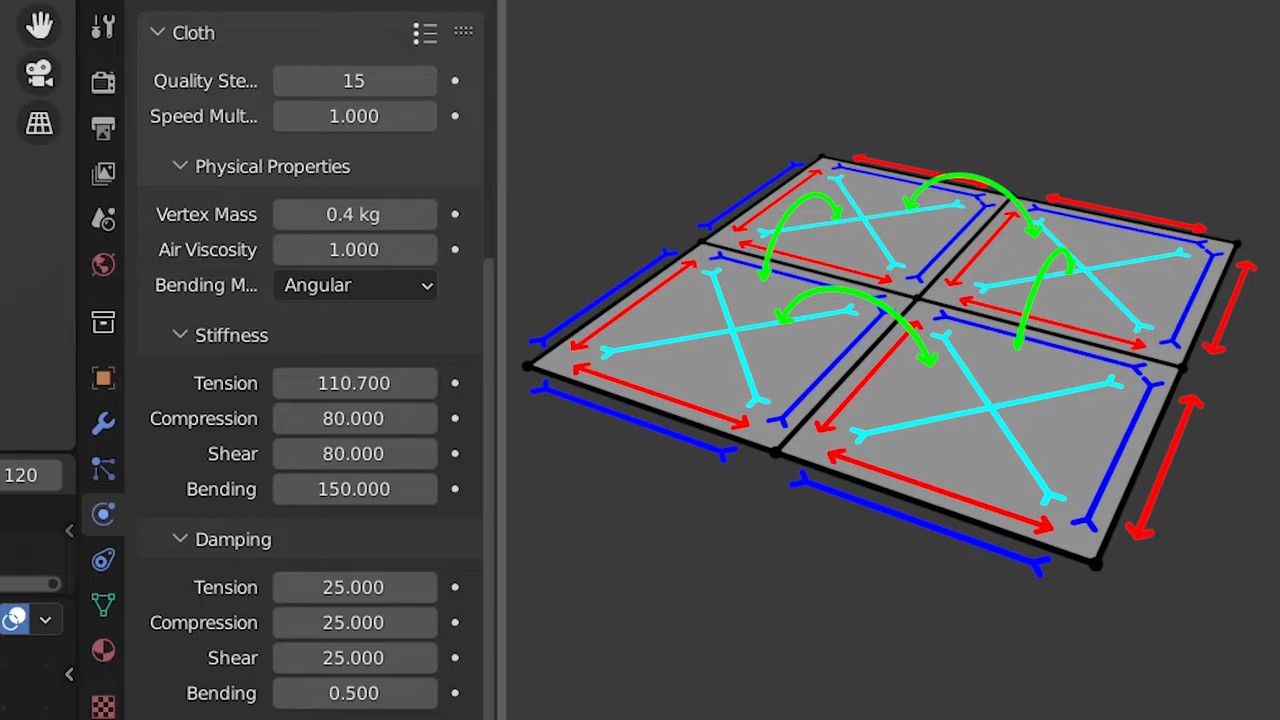 Cloth
Quality Ste... 15
Speed Mult... 1.000
Physical Properties
Vertex Mass 0.4 kg
Air Viscosity 1.000
Bending M... Angular
Stiffness
Tension 110.700
Compression 80.000
Shear 80.000
120
Bending 150.000
Damping
Tension 25.000
Compression 25.000
Shear 25.000
Bending 0.500